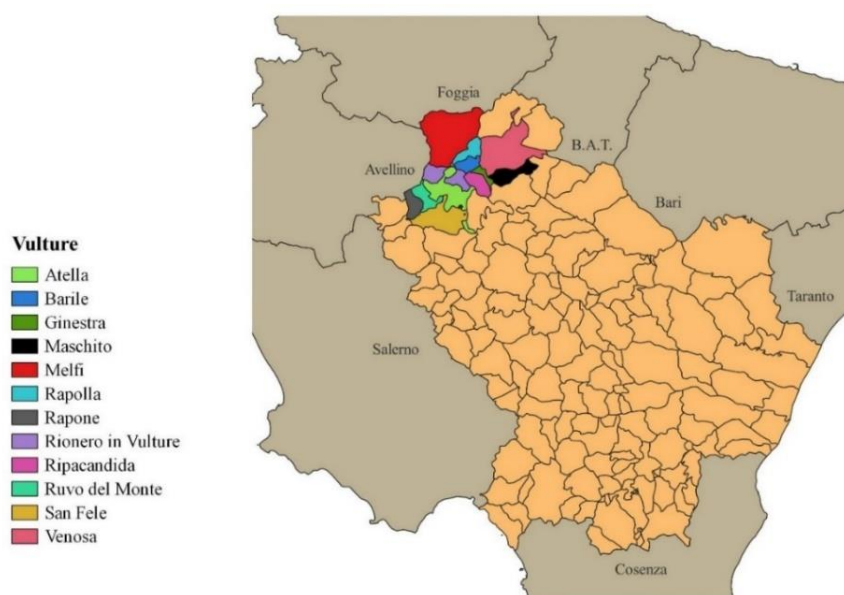 Foggia
B.A.T.
Avellino
Bari
Taranto
Salerno
Cosenza
Vulture
Atella
Barile
Ginestra
Maschito
Melfi
Rapolla
Rapone
Rionero in Vulture
Ripacandida
Ruvo del Monte
San Fele
Venosa